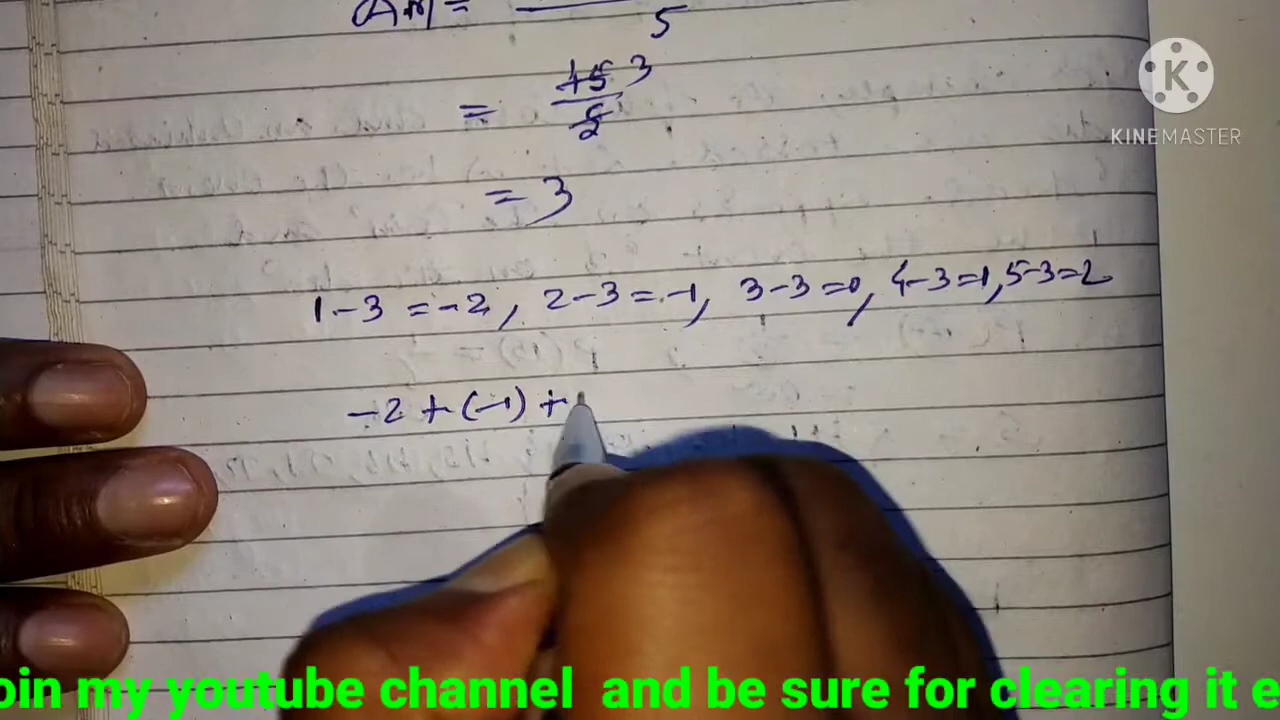 AM = ―
5
= 15 3
5
= 3
1-3 = -2, 2-3 = -1, 3-3=0, 4-3=1, 5-3=2
-2 + (-1) +
KINEMASTER
oin my youtube channel and be sure for clearing it e